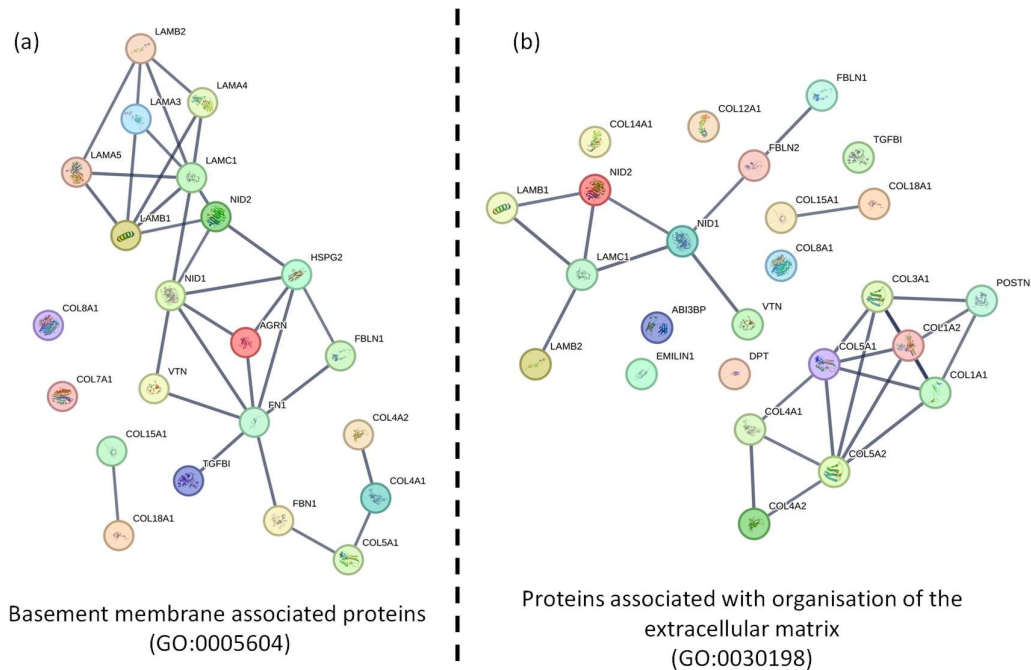 (a)
LAMB2
LAMA4
LAMA3
LAMA5
LAMC1
NID2
LAMB1
HSPG2
NID1
COL8A1
AGRN
FBLN1
COL7A1
VTN
FN1
COL4A2
COL15A1
TGFBI
COL4A1
FBN1
COL18A1
COL5A1
Basement membrane associated proteins
(GO:0005604)
(b)
FBLN1
COL12A1
COL14A1
TGFBI
FBLN2
NID2
COL18A1
LAMB1
COL15A1
NID1
COL8A1
LAMC1
COL3A1
POSTN
ABI3BP
VTN
COL1A2
LAMB2
EMILIN1
DPT
COL5A1
COL1A1
COL4A1
COL5A2
COL4A2
Proteins associated with organisation of the
extracellular matrix
(GO:0030198)